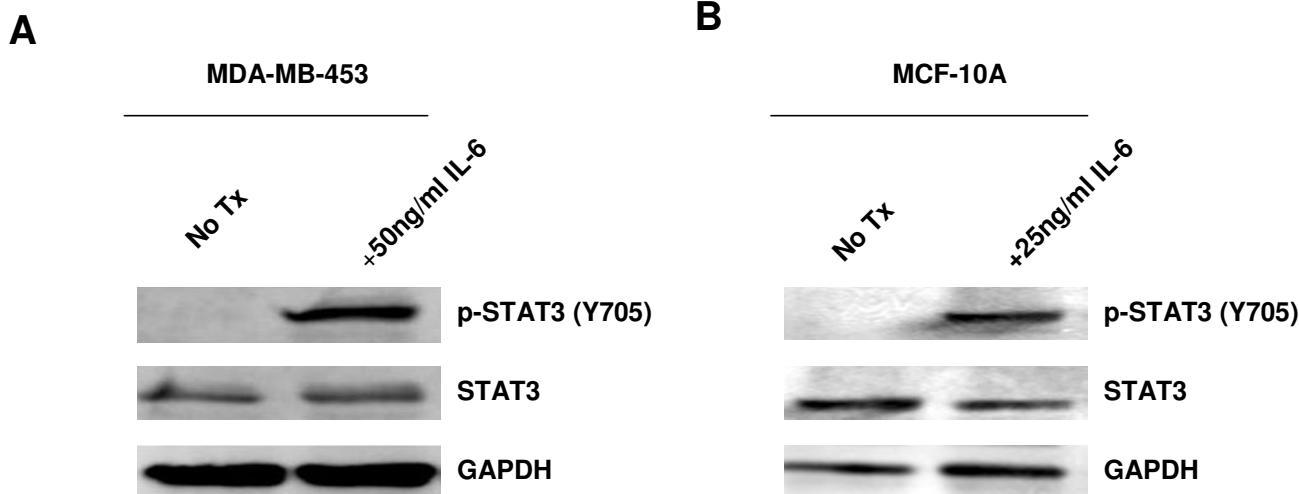 A
MDA-MB-453
No Tx
+50ng/ml IL-6
p-STAT3 (Y705)
STAT3
GAPDH
B
MCF-10A
No Tx
+25ng/ml IL-6
p-STAT3 (Y705)
STAT3
GAPDH